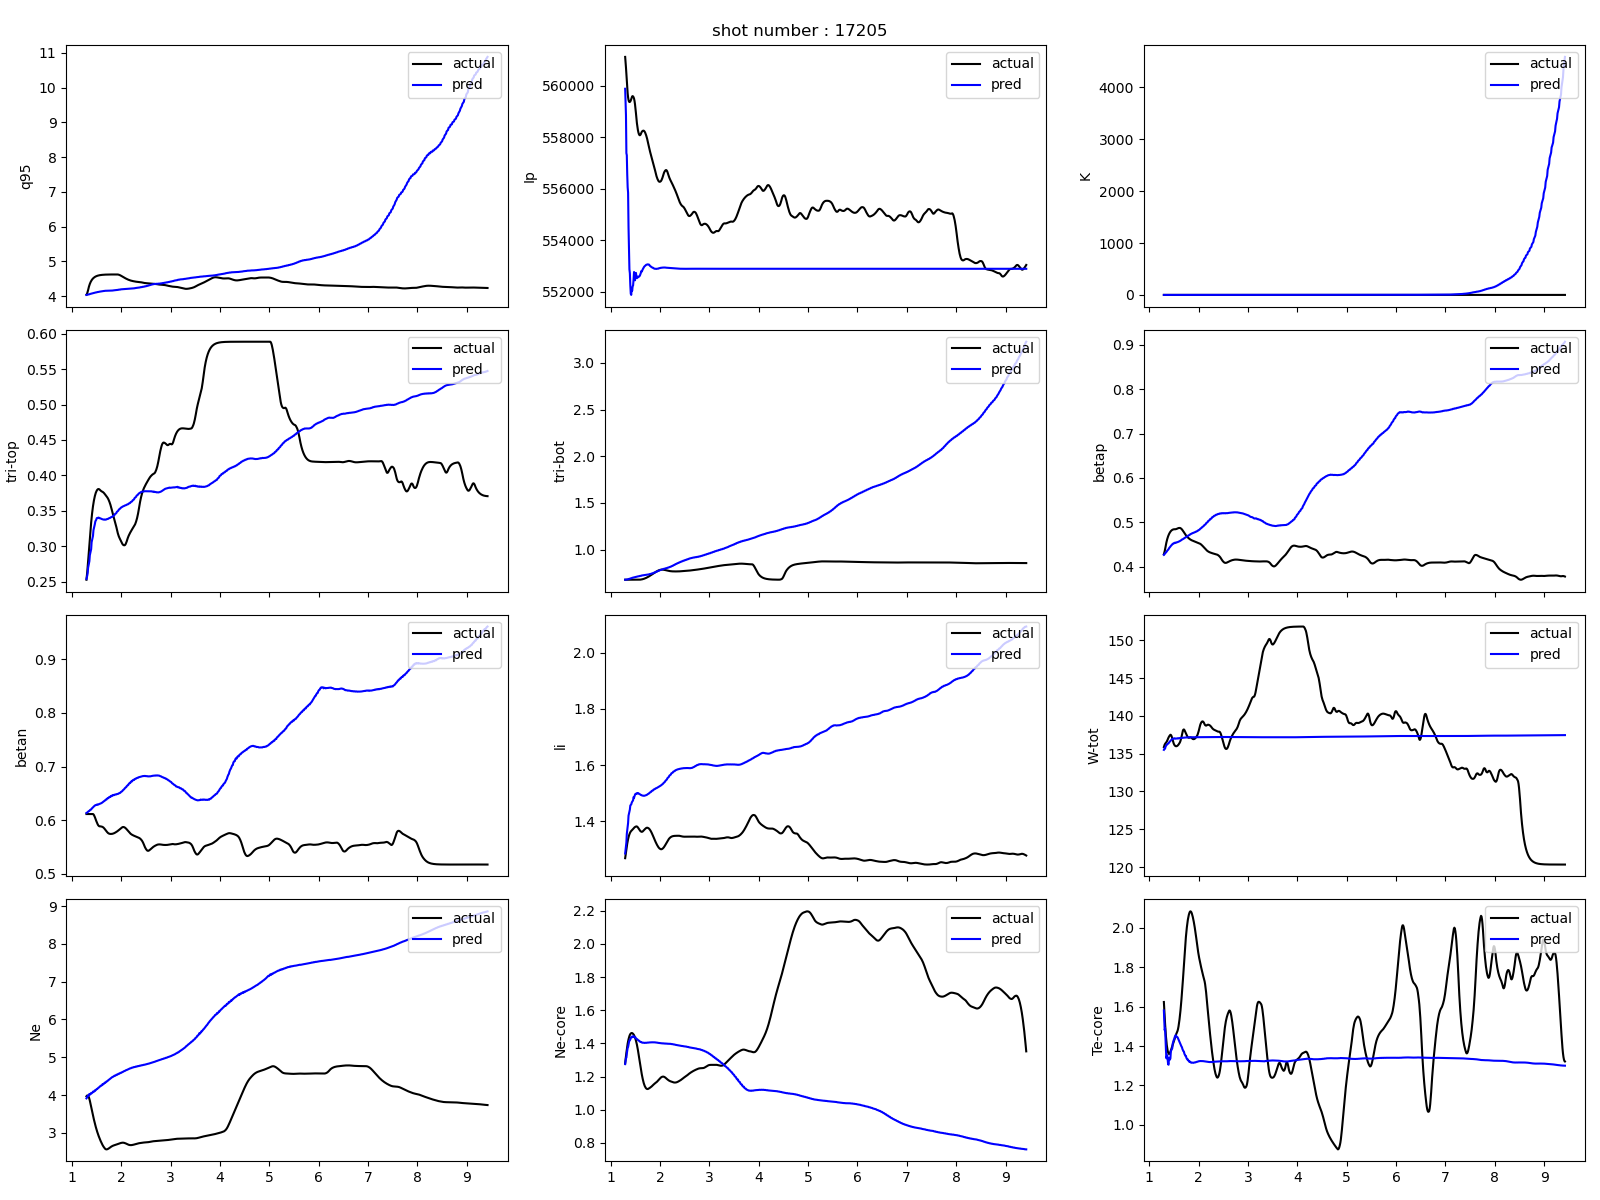 shot number : 17205
11
10
9
8
7
6
5
4
q95
actual
pred
560000
558000
556000
554000
552000
Ip
actual
pred
4000
3000
2000
1000
0
K
actual
pred
0.60
0.55
0.50
0.45
0.40
0.35
0.30
0.25
tri-top
actual
pred
3.0
2.5
2.0
1.5
1.0
tri-bot
actual
pred
0.9
0.8
0.7
0.6
0.5
0.4
betap
actual
pred
0.9
0.8
0.7
0.6
0.5
betan
actual
pred
2.0
1.8
1.6
1.4
li
actual
pred
150
145
140
135
130
125
120
W-tot
actual
pred
9
8
7
6
5
4
3
Ne
actual
pred
1 2 3 4 5 6 7 8 9
2.2
2.0
1.8
1.6
1.4
1.2
1.0
0.8
Ne-core
actual
pred
1 2 3 4 5 6 7 8 9
2.0
1.8
1.6
1.4
1.2
1.0
Te-core
actual
pred
1 2 3 4 5 6 7 8 9